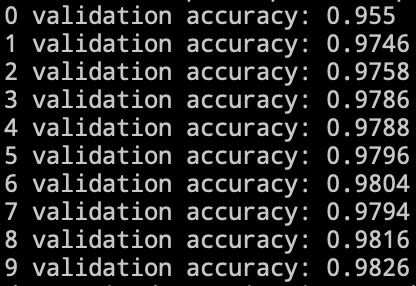 0 validation accuracy: 0.955
1 validation accuracy: 0.9746
2 validation accuracy: 0.9758
3 validation accuracy: 0.9786
4 validation accuracy: 0.9788
5 validation accuracy: 0.9796
6 validation accuracy: 0.9804
7 validation accuracy: 0.9794
8 validation accuracy: 0.9816
9 validation accuracy: 0.9826